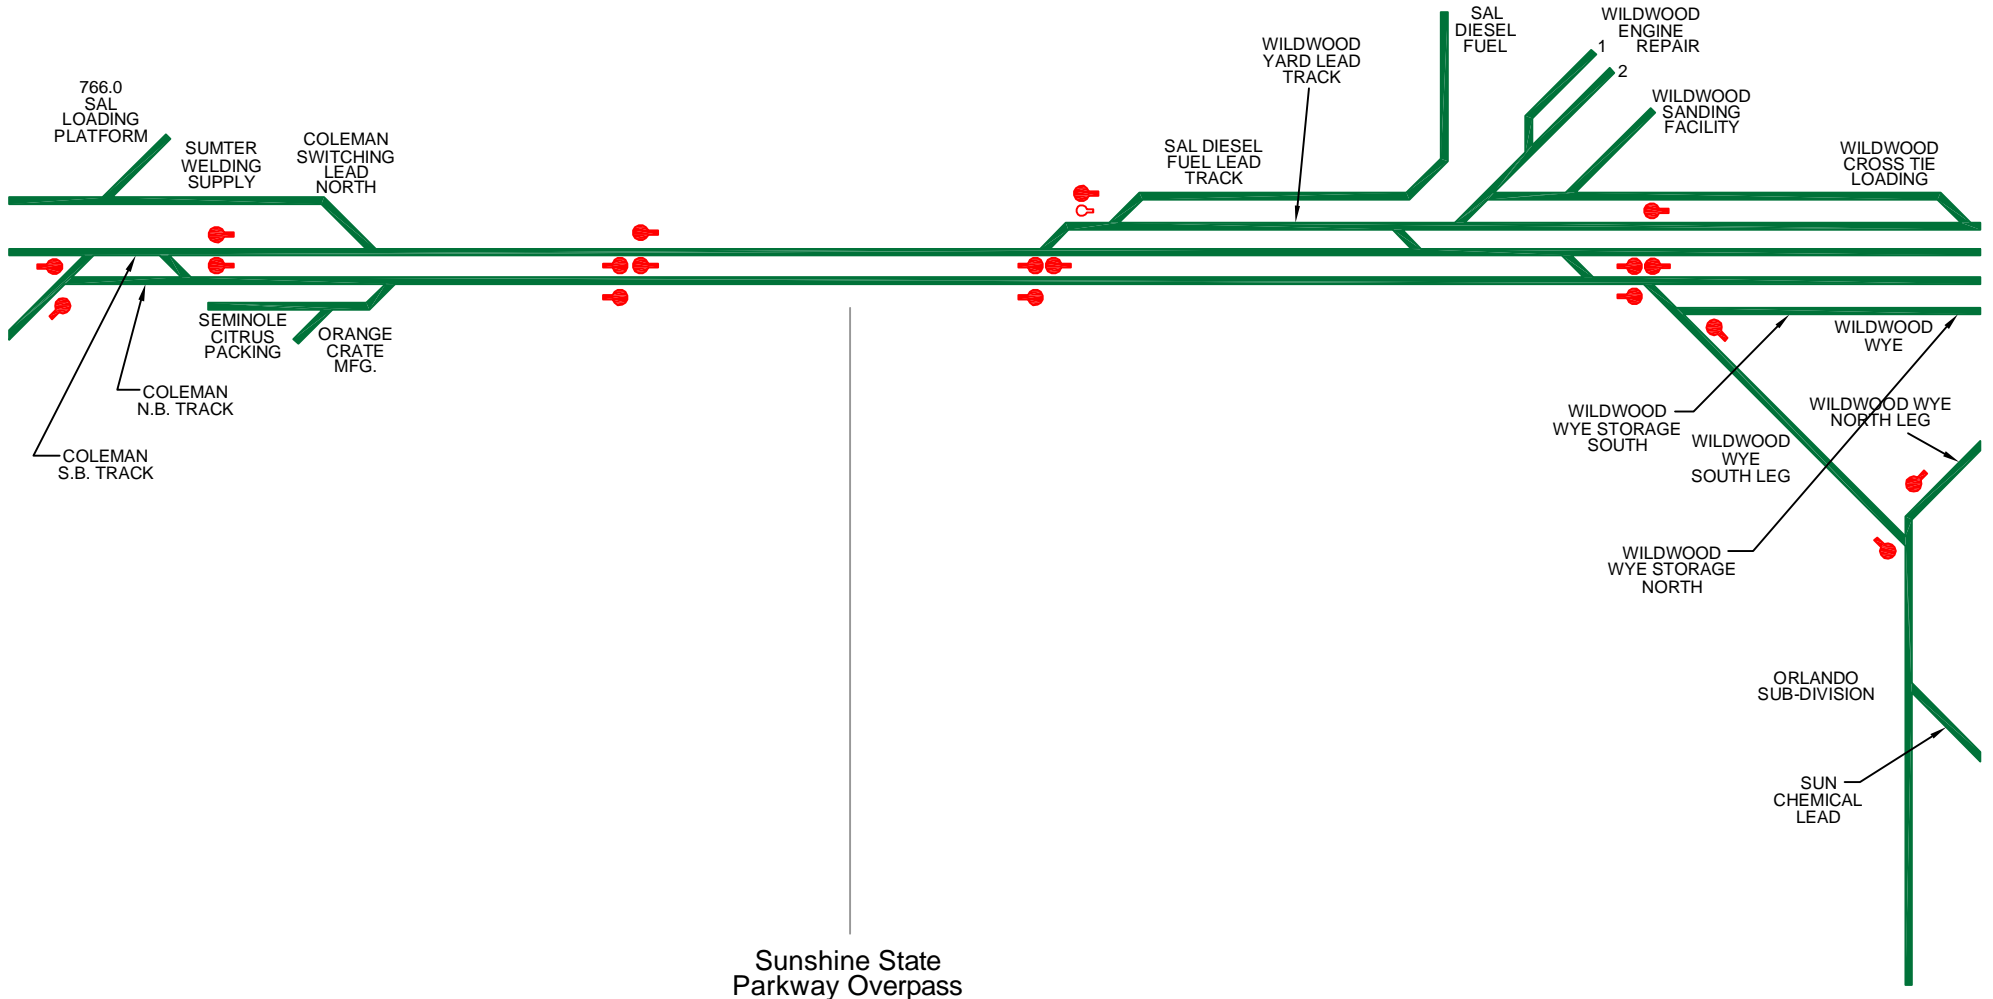 766.0
SAL
LOADING
PLATFORM
SUMTER
WELDING
SUPPLY
COLEMAN
SWITCHING
LEAD
NORTH
WILDWOOD
YARD LEAD
TRACK
SAL
DIESEL
FUEL
WILDWOOD
ENGINE
REPAIR
1
2
WILDWOOD
SANDING
FACILITY
SAL DIESEL
FUEL LEAD
TRACK
WILDWOOD
CROSS TIE
LOADING
SEMINOLE
CITRUS
PACKING
ORANGE
CRATE
MFG.
COLEMAN
N.B. TRACK
COLEMAN
S.B. TRACK
WILDWOOD
WYE
WILDWOOD
WYE STORAGE
SOUTH
WILDWOOD
WYE
SOUTH LEG
WILDWOOD WYE
NORTH LEG
WILDWOOD
WYE STORAGE
NORTH
ORLANDO
SUB-DIVISION
SUN
CHEMICAL
LEAD
Sunshine State
Parkway Overpass